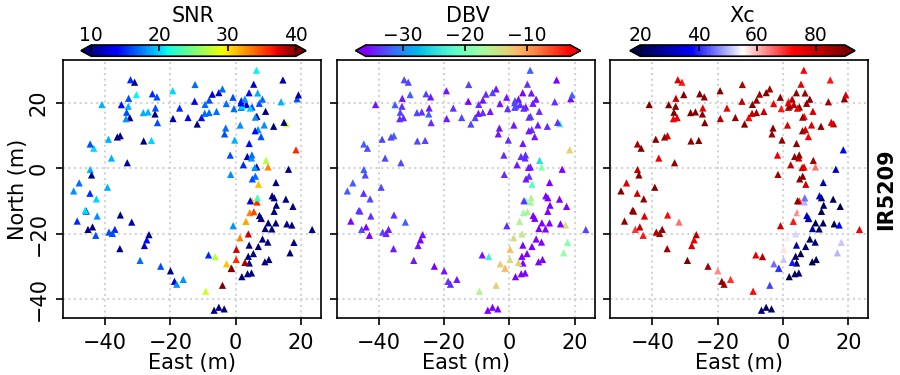 SNR DBV Xc
10 20 30 40 −30 −20 −10 20 40 60 80
20
0
−20
−40
North (m)
IR5209
−40 −20 0 20 −40 −20 0 20 −40 −20 0 20
East (m) East (m) East (m)